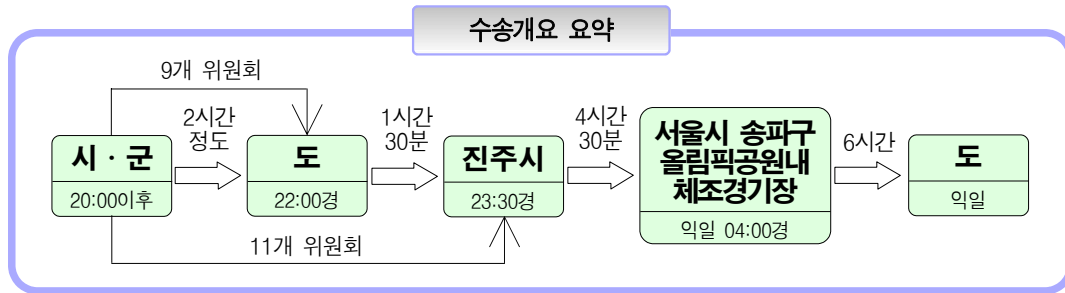 수송개요 요약
9개 위원회
2시간
정도
1시간
30분
4시간
30분
6시간
시 · 군
20:00이후
도
22:00경
진주시
23:30경
서울시 송파구
올림픽공원내
체조경기장
익일 04:00경
도
익일
11개 위원회